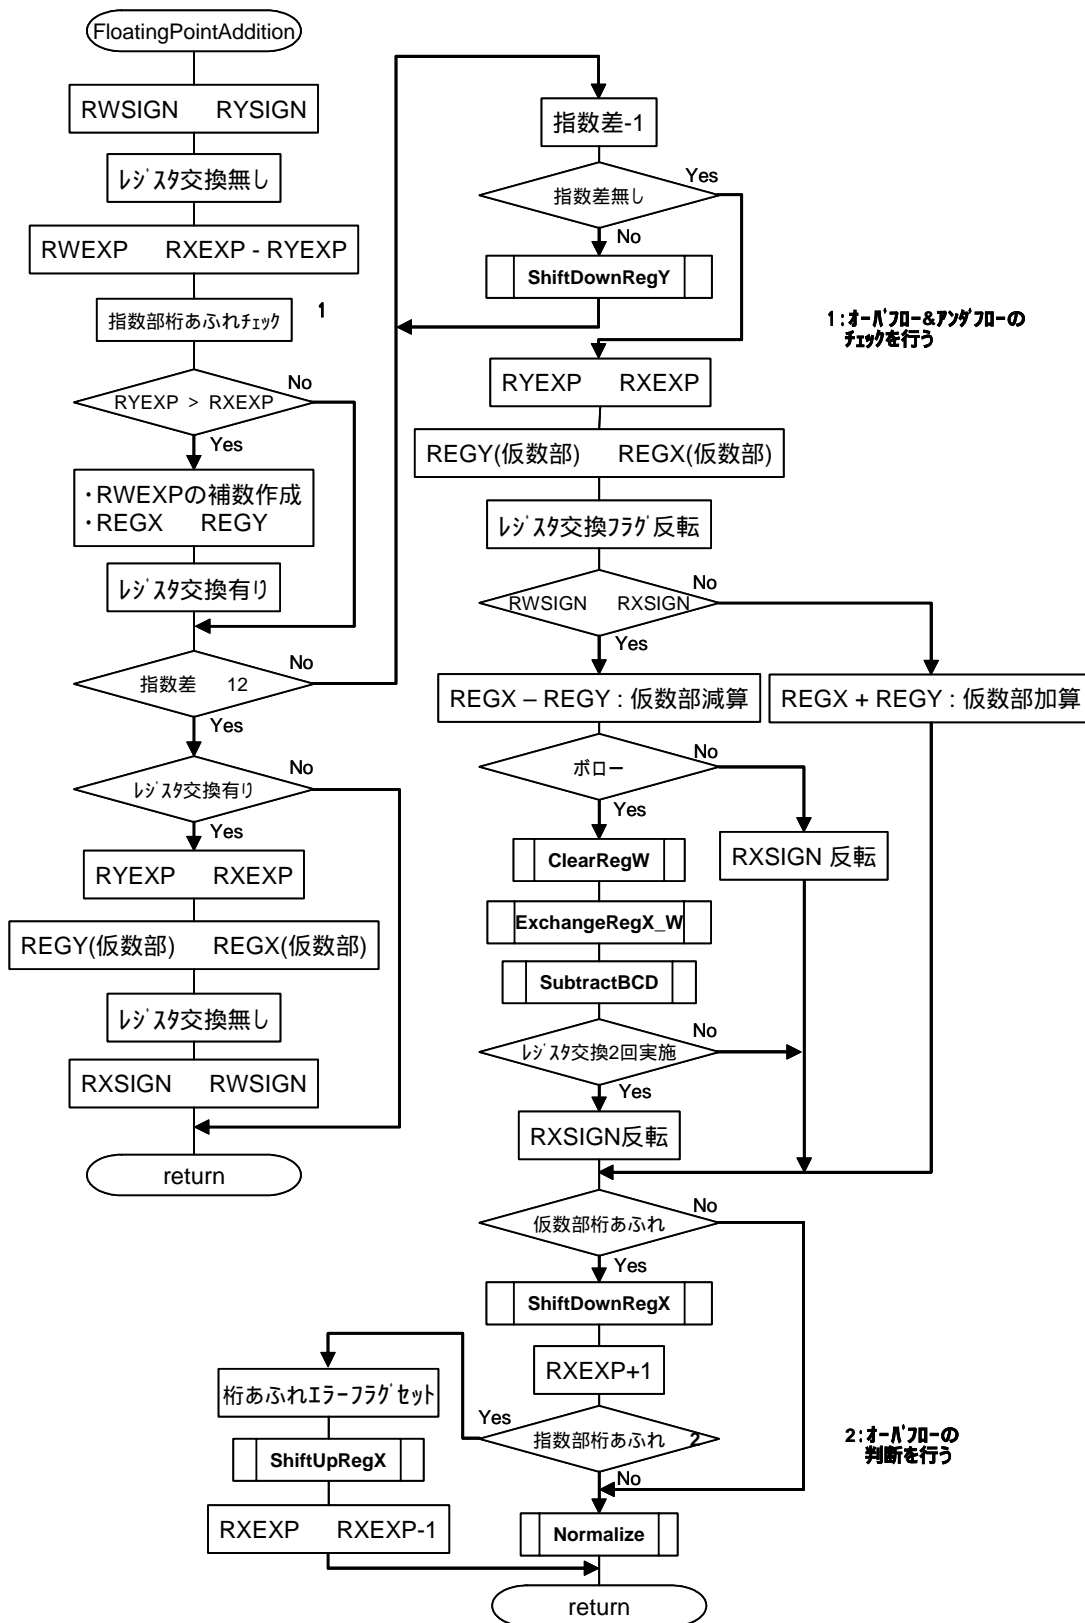 FloatingPointAddition
RWSIGN RYSIGN
レジスタ交換無し
RWEXP RXEXP - RYEXP
指数部桁あふれチェック 1
RYEXP > RXEXP
No
Yes
・RWEXPの補数作成
・REGX REGY
レジスタ交換有り
指数差 12
No
Yes
レジスタ交換有り
No
Yes
RYEXP RXEXP
REGY(仮数部) REGX(仮数部)
レジスタ交換無し
RXSIGN RWSIGN
return
指数差-1
指数差無し
Yes
No
ShiftDownRegY
1:オーバフロー&アンダフローの
チェックを行う
RYEXP RXEXP
REGY(仮数部) REGX(仮数部)
レジスタ交換フラグ反転
RWSIGN RXSIGN
No
Yes
REGX – REGY : 仮数部減算
REGX + REGY : 仮数部加算
ボロー
No
Yes
ClearRegW
RXSIGN 反転
ExchangeRegX_W
SubtractBCD
レジスタ交換2回実施
No
Yes
RXSIGN反転
仮数部桁あふれ
No
Yes
ShiftDownRegX
RXEXP+1
指数部桁あふれ 2
Yes
No
2:オーバフローの
判断を行う
桁あふれエラーフラグセット
ShiftUpRegX
RXEXP RXEXP-1
Normalize
return